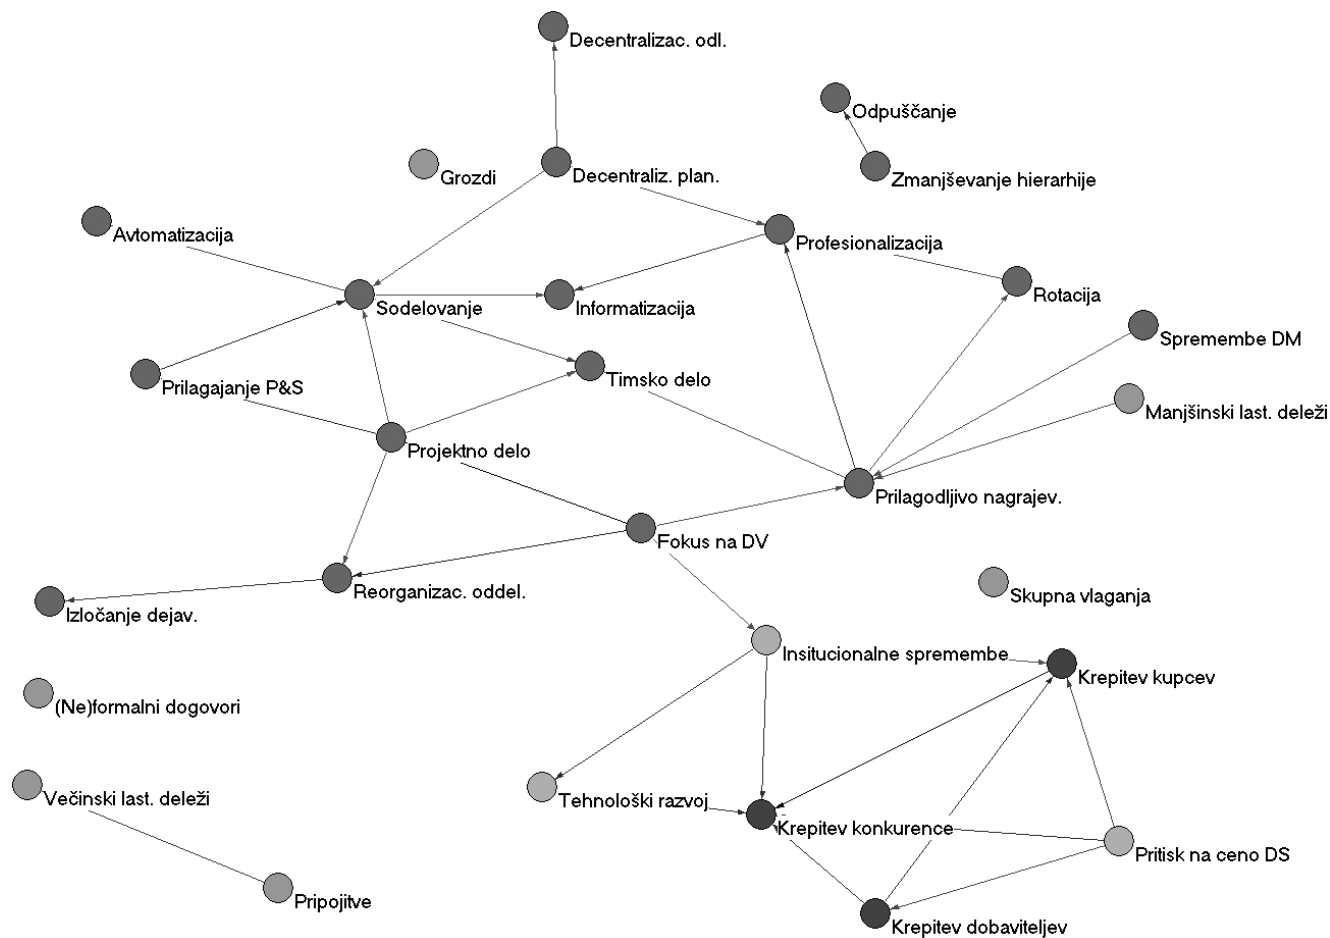 Decentralizac. odl.
Odpuščanje
Grozdi
Decentraliz. plan.
Zmanjševanje hierarhije
Avtomatizacija
Profesionalizacija
Sodelovanje
Informatizacija
Rotacija
Spremembe DM
Prilagajanje P&S
Timsko delo
Manjšinski last. deleži
Projektno delo
Prilagodljivo nagrajev.
Fokus na DV
Reorganizac. oddel.
Skupna vlaganja
Izločanje dejav.
Insitucionalne spremembe
Krepitev kupcev
(Ne)formalni dogovori
Večinski last. deleži
Tehnološki razvoj
Krepitev konkurence
Pritisk na ceno DS
Pripojitve
Krepitev dobaviteljev